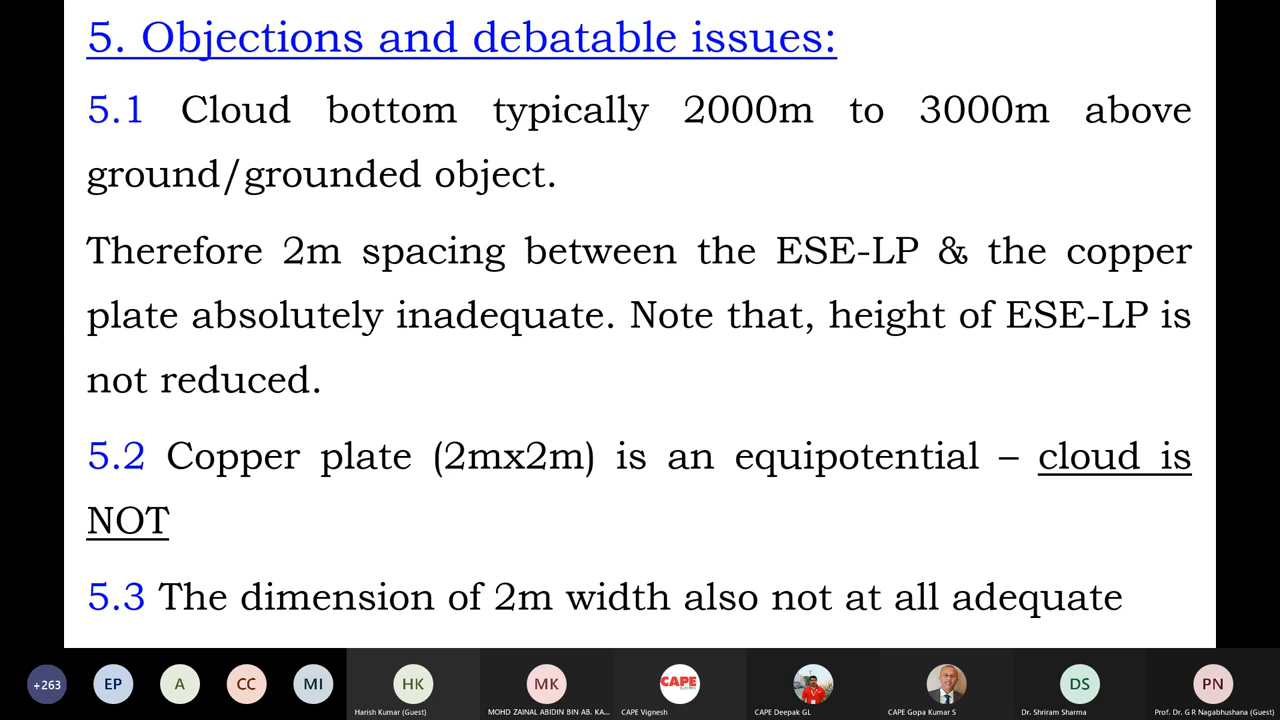 5. Objections and debatable issues:
5.1 Cloud bottom typically 2000m to 3000m above
ground/grounded object.
Therefore 2m spacing between the ESE-LP & the copper
plate absolutely inadequate. Note that, height of ESE-LP is
not reduced.
5.2 Copper plate (2mx2m) is an equipotential – cloud is
NOT
5.3 The dimension of 2m width also not at all adequate
+263 EP A CC MI HK MK CAPE DS PN
Harish Kumar (Guest) MOHD ZAINAL ABIDIN BIN AB. KA... CAPE Vignesh CAPE Deepak GL CAPE Gopa Kumar S Dr. Shriram Sharma Prof. Dr. G R Nagabhushana (Guest)